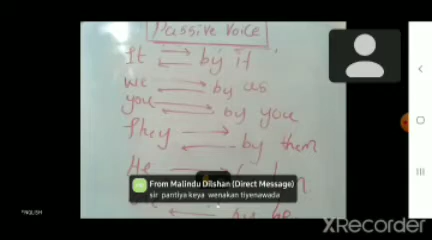 Passive Voice
It by it
we by us
you by you
They by them
He
From Malindu Dilshan (Direct Message)
sir pantiya keya wenakan tiyenawada
ENGLISH
XRecorder